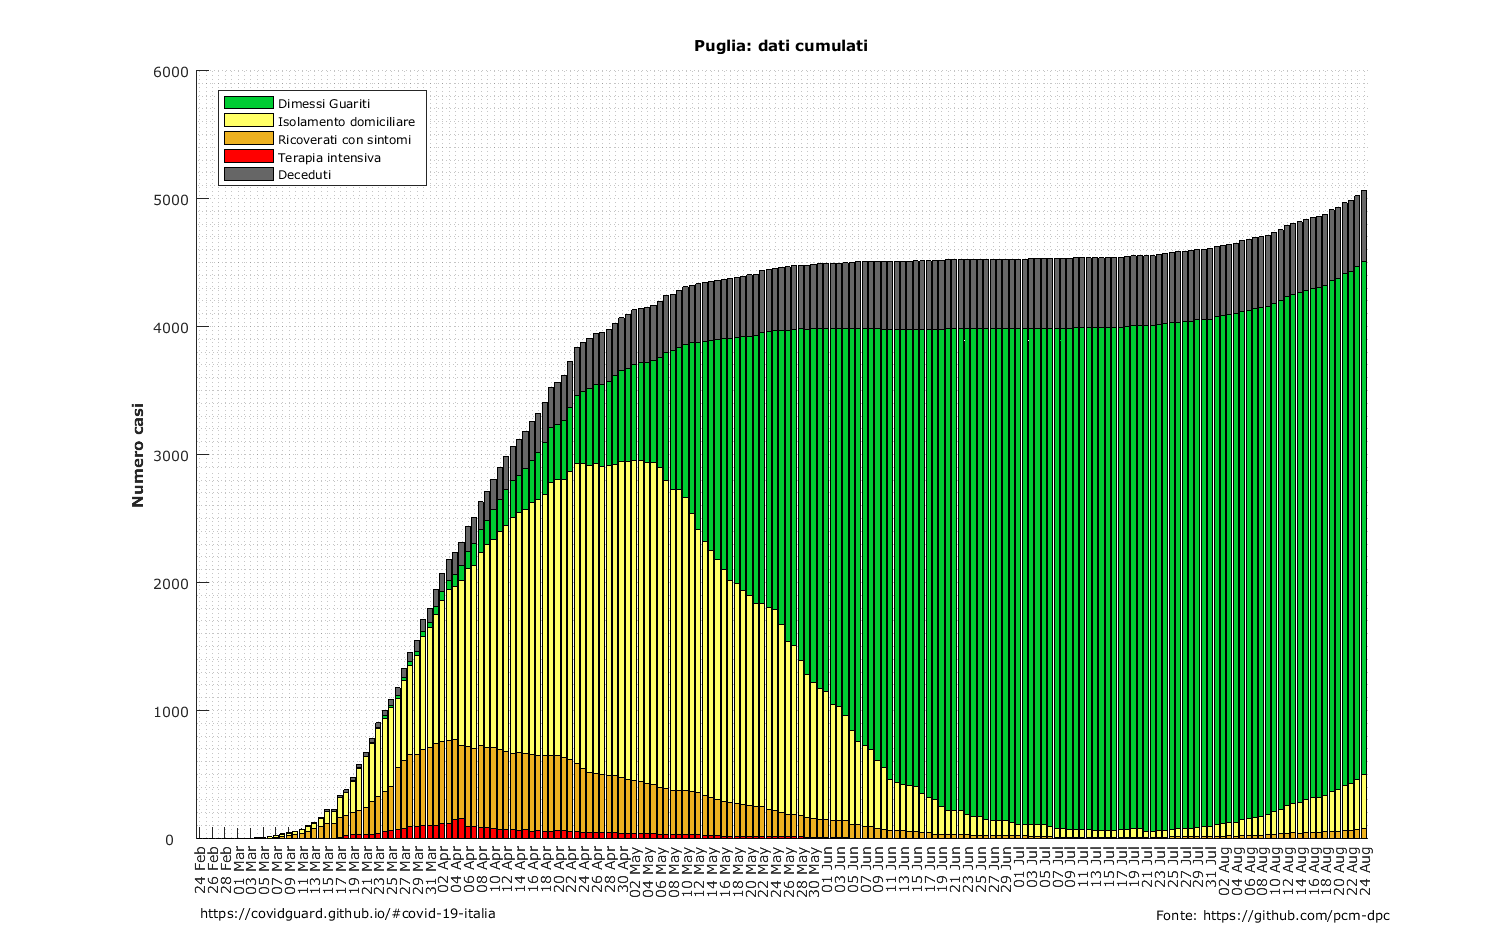 Puglia: dati cumulati
6000
5000
4000
3000
2000
1000
0
Numero casi
Dimessi Guariti
Isolamento domiciliare
Ricoverati con sintomi
Terapia intensiva
Deceduti
24 Feb
26 Feb
28 Feb
01 Mar
03 Mar
05 Mar
07 Mar
09 Mar
11 Mar
13 Mar
15 Mar
17 Mar
19 Mar
21 Mar
23 Mar
25 Mar
27 Mar
29 Mar
31 Mar
02 Apr
04 Apr
06 Apr
08 Apr
10 Apr
12 Apr
14 Apr
16 Apr
18 Apr
20 Apr
22 Apr
24 Apr
26 Apr
28 Apr
30 Apr
02 May
04 May
06 May
08 May
10 May
12 May
14 May
16 May
18 May
20 May
22 May
24 May
26 May
28 May
30 May
01 Jun
03 Jun
05 Jun
07 Jun
09 Jun
11 Jun
13 Jun
15 Jun
17 Jun
19 Jun
21 Jun
23 Jun
25 Jun
27 Jun
29 Jun
01 Jul
03 Jul
05 Jul
07 Jul
09 Jul
11 Jul
13 Jul
15 Jul
17 Jul
19 Jul
21 Jul
23 Jul
25 Jul
27 Jul
29 Jul
31 Jul
02 Aug
04 Aug
06 Aug
08 Aug
10 Aug
12 Aug
14 Aug
16 Aug
18 Aug
20 Aug
22 Aug
24 Aug
https://covidguard.github.io/#covid-19-italia
Fonte: https://github.com/pcm-dpc